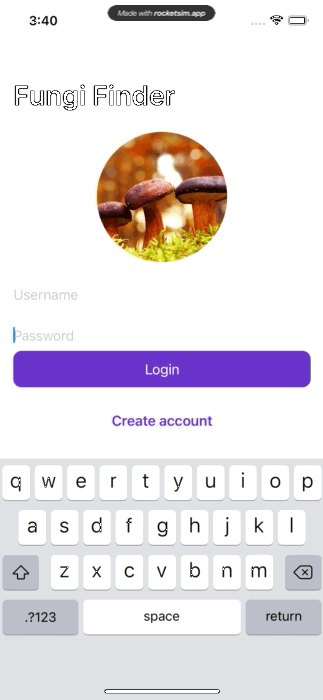 3:40
Made with rocketsim.app
Fungi Finder
Username
Password
Login
Create account
q w e r t y u i o p
a s d f g h j k l
z x c v b n m
.?123 space return